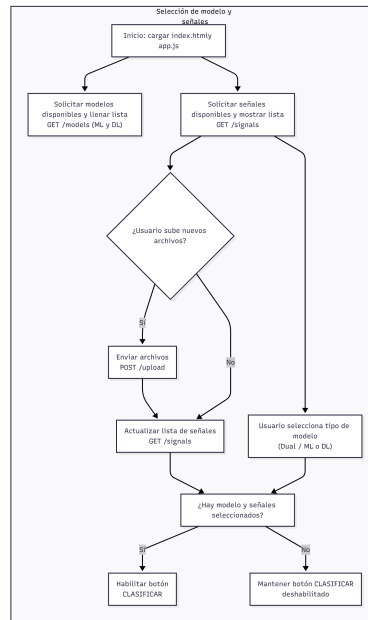 Selección de modelo y
señales
Inicio: cargar index.htmly
app.js
Solicitar modelos
disponibles y llenar lista
GET /models (ML y DL)
Solicitar señales
disponibles y mostrar lista
GET /signals
¿Usuario sube nuevos
archivos?
Sí
No
Enviar archivos
POST /upload
Actualizar lista de señales
GET /signals
Usuario selecciona tipo de
modelo
(Dual / ML o DL)
¿Hay modelo y señales
seleccionados?
Sí
No
Habilitar botón
CLASIFICAR
Mantener botón CLASIFICAR
deshabilitado